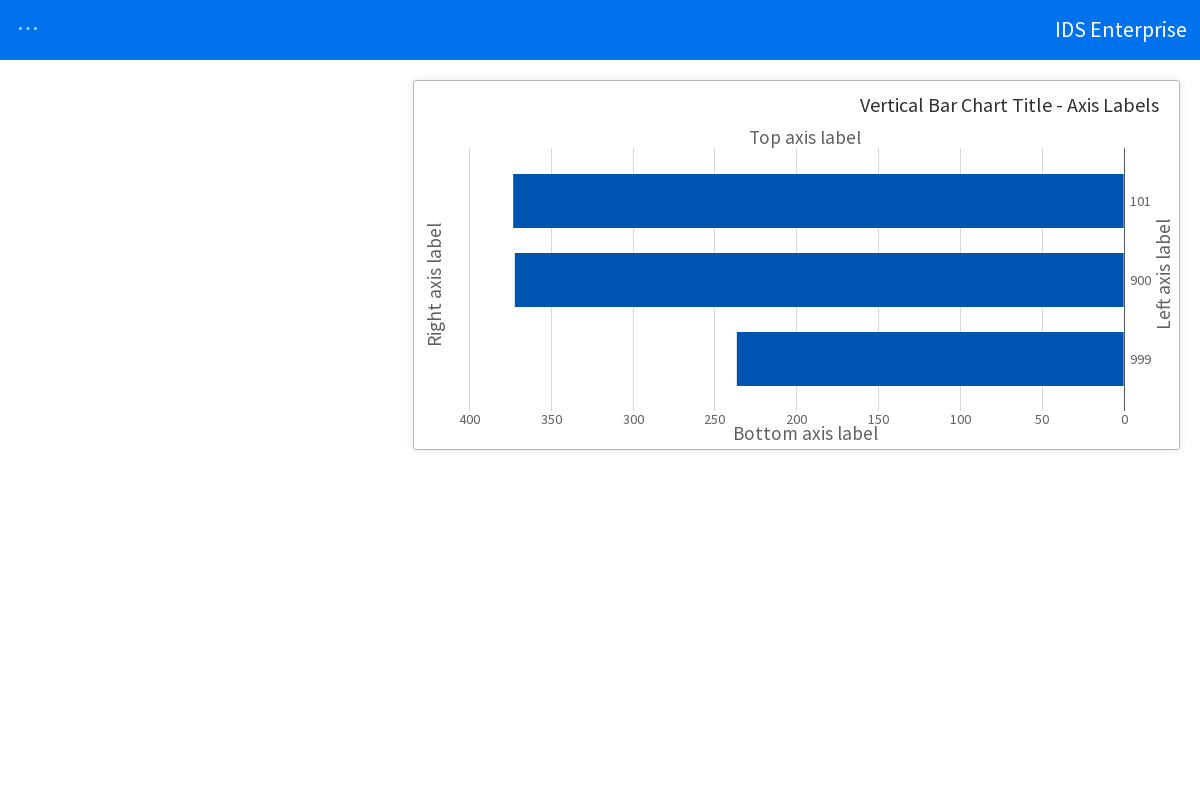 IDS Enterprise
Vertical Bar Chart Title - Axis Labels
Top axis label
Right axis label
101
900
999
Left axis label
400 350 300 250 200 150 100 50 0
Bottom axis label